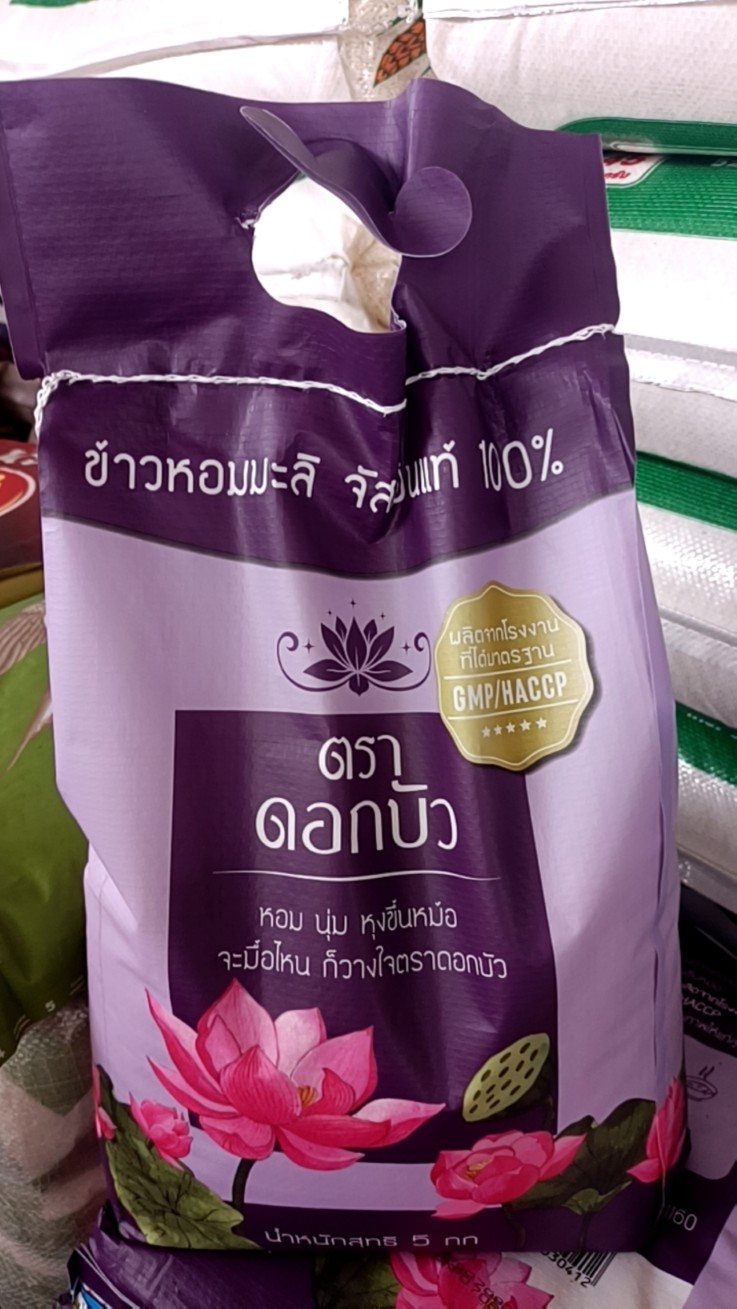 ข้าวหอมมะลิ จัสมินแท้ 100%
ผลิตจากโรงงาน
ที่ได้มาตรฐาน
GMP/HACCP
ตรา
ดอกบัว
หอม นุ่ม หุงขึ้นหม้อ
จะมื้อไหน ก็วางใจตราดอกบัว
น้ำหนักสุทธิ 5 กก